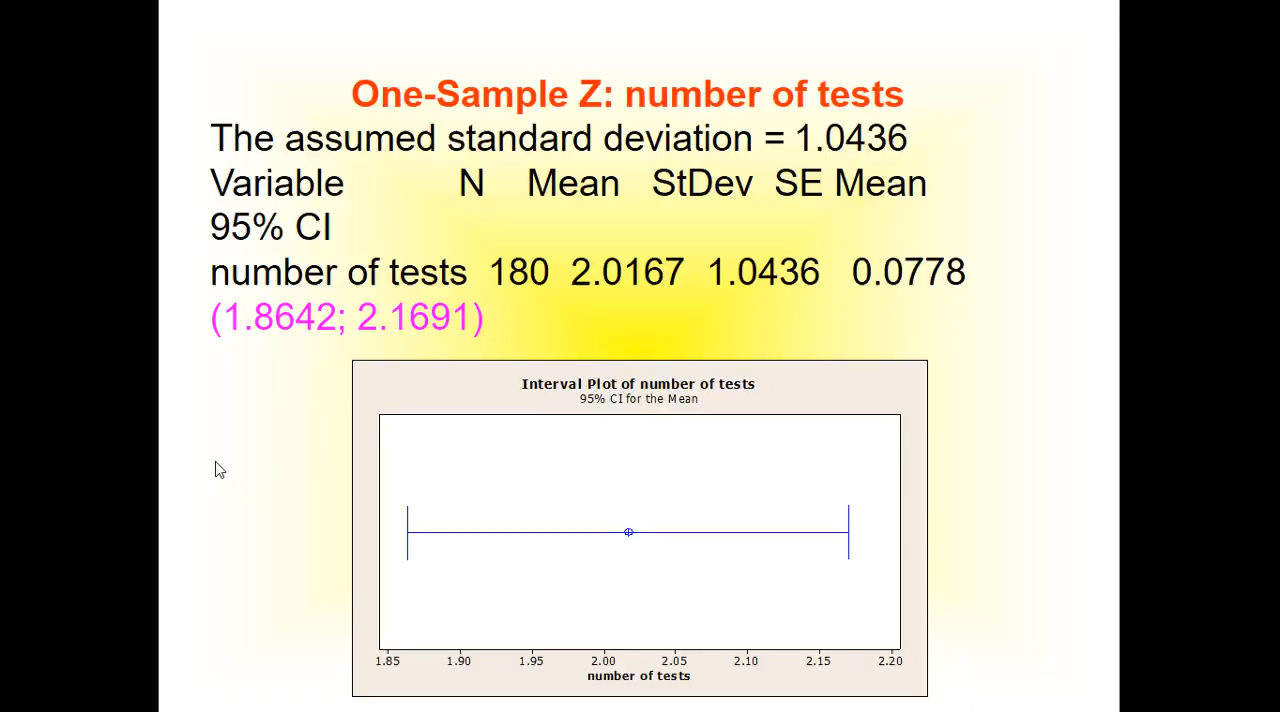 One-Sample Z: number of tests
The assumed standard deviation = 1.0436
Variable N Mean StDev SE Mean
95% CI
number of tests 180 2.0167 1.0436 0.0778
(1.8642; 2.1691)
Interval Plot of number of tests
95% CI for the Mean
1.85 1.90 1.95 2.00 2.05 2.10 2.15 2.20
number of tests